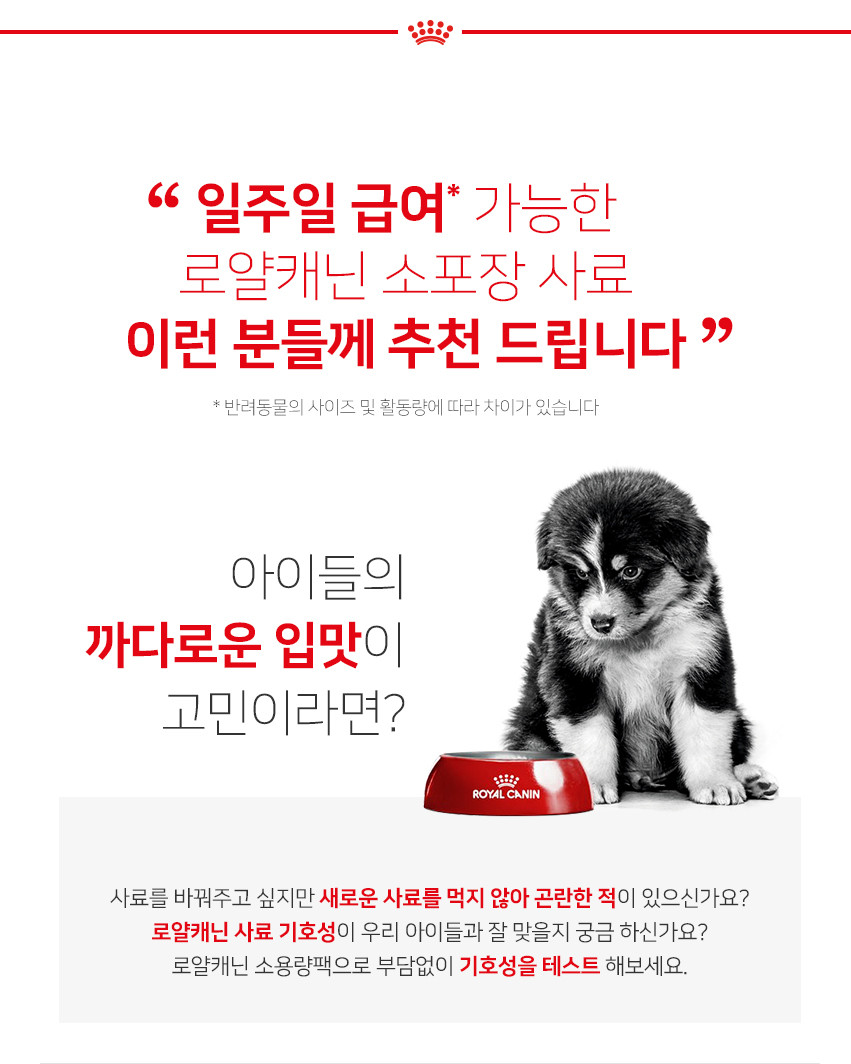 “ 일주일 급여* 가능한
로얄캐닌 소포장 사료
이런 분들께 추천 드립니다 ”
* 반려동물의 사이즈 및 활동량에 따라 차이가 있습니다
아이들의
까다로운 입맛이
고민이라면?
ROYAL CANIN
사료를 바꿔주고 싶지만 새로운 사료를 먹지 않아 곤란한 적이 있으신가요?
로얄캐닌 사료 기호성이 우리 아이들과 잘 맞을지 궁금 하신가요?
로얄캐닌 소용량팩으로 부담없이 기호성을 테스트 해보세요.